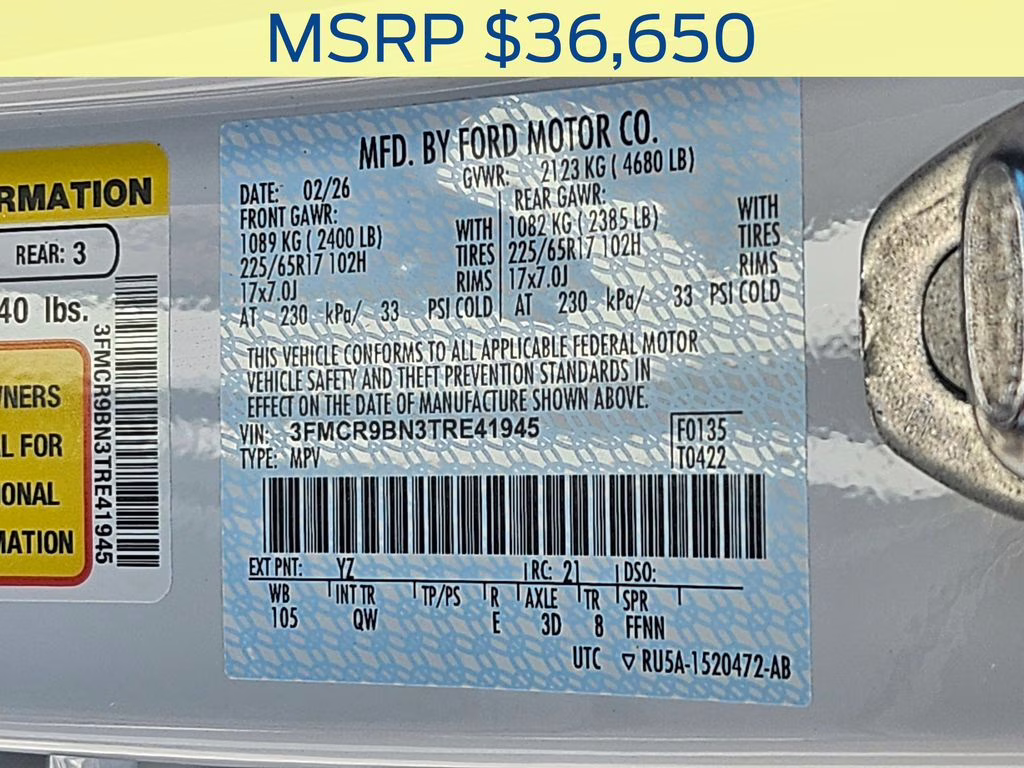 MSRP $36,650
RMATION
REAR: 3
40 lbs.
3FMCR9BN3TRE41945
WNERS
L FOR
IONAL
MATION
MFD. BY FORD MOTOR CO.
DATE: 02/26 GVWR: 2123 KG ( 4680 LB)
FRONT GAWR: REAR GAWR:
1089 KG ( 2400 LB) WITH 1082 KG ( 2385 LB) WITH
225/65R17 102H TIRES 225/65R17 102H TIRES
17x7.0J RIMS 17x7.0J RIMS
AT 230 kPa/ 33 PSI COLD AT 230 kPa/ 33 PSI COLD
THIS VEHICLE CONFORMS TO ALL APPLICABLE FEDERAL MOTOR
VEHICLE SAFETY AND THEFT PREVENTION STANDARDS IN
EFFECT ON THE DATE OF MANUFACTURE SHOWN ABOVE.
VIN: 3FMCR9BN3TRE41945 F0135
TYPE: MPV T0422
EXT PNT: YZ RC: 21 DSO:
WB INT TR TP/PS R AXLE TR SPR
105 QW E 3D 8 FFNN
UTC ▽ RU5A-1520472-AB